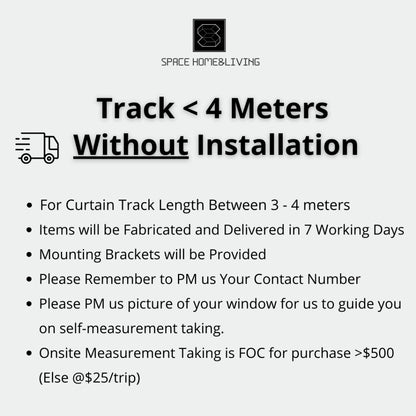 SPACE HOME&LIVING
Track < 4 Meters
Without Installation
• For Curtain Track Length Between 3 - 4 meters
• Items will be Fabricated and Delivered in 7 Working Days
• Mounting Brackets will be Provided
• Please Remember to PM us Your Contact Number
• Please PM us picture of your window for us to guide you
on self-measurement taking.
• Onsite Measurement Taking is FOC for purchase >$500
(Else @$25/trip)